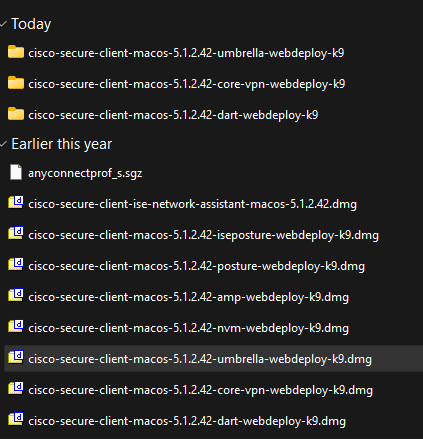 Today
cisco-secure-client-macos-5.1.2.42-umbrella-webdeploy-k9
cisco-secure-client-macos-5.1.2.42-core-vpn-webdeploy-k9
cisco-secure-client-macos-5.1.2.42-dart-webdeploy-k9
Earlier this year
anyconnectprof_s.sgz
cisco-secure-client-ise-network-assistant-macos-5.1.2.42.dmg
cisco-secure-client-macos-5.1.2.42-iseposture-webdeploy-k9.dmg
cisco-secure-client-macos-5.1.2.42-posture-webdeploy-k9.dmg
cisco-secure-client-macos-5.1.2.42-amp-webdeploy-k9.dmg
cisco-secure-client-macos-5.1.2.42-nvm-webdeploy-k9.dmg
cisco-secure-client-macos-5.1.2.42-umbrella-webdeploy-k9.dmg
cisco-secure-client-macos-5.1.2.42-core-vpn-webdeploy-k9.dmg
cisco-secure-client-macos-5.1.2.42-dart-webdeploy-k9.dmg